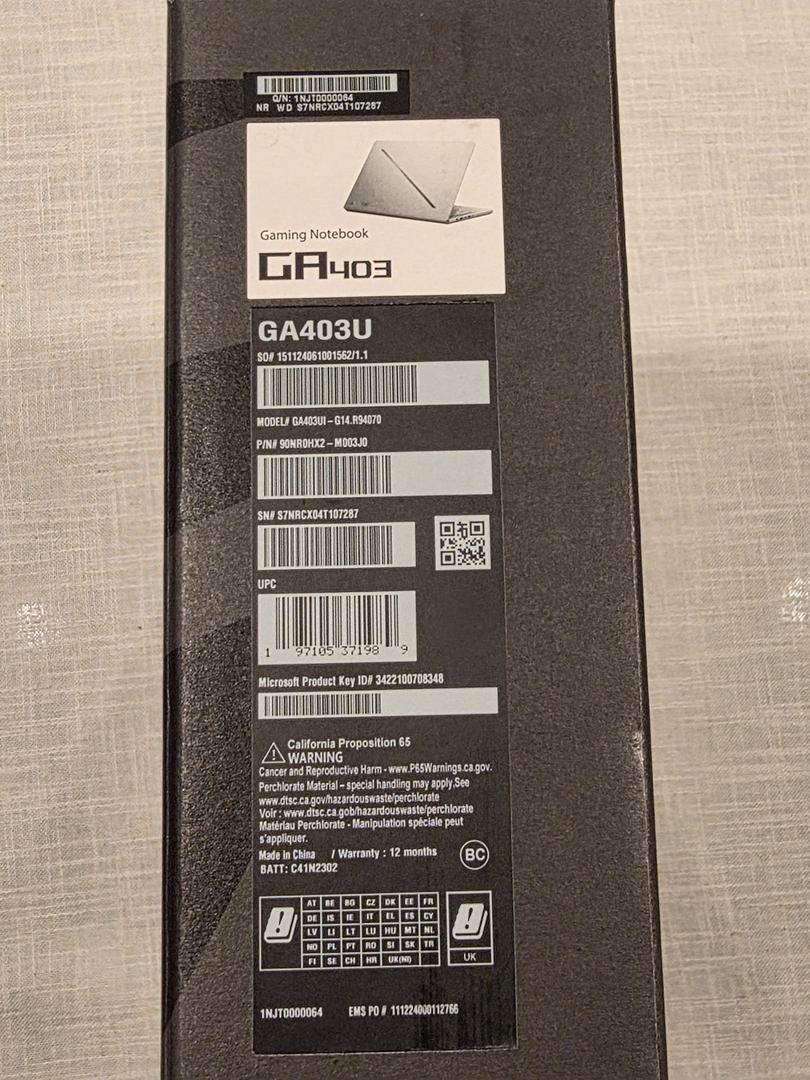 Q/N: 1NJT0000064
NR WD S7NRCX04T107287
Gaming Notebook
GA403
GA403U
SO# 151124061001562/1.1
MODEL# GA403UI-G14.R94070
P/N# 90NR0HX2-M003J0
SN# S7NRCX04T107287
UPC
1 97105 37198 9
Microsoft Product Key ID# 3422100708348
California Proposition 65
WARNING
Cancer and Reproductive Harm - www.P65Warnings.ca.gov.
Perchlorate Material – special handling may apply,See
www.dtsc.ca.gov/hazardouswaste/perchlorate
Voir : www.dtsc.ca.gob/hazardouswaste/perchlorate
Matériau Perchlorate - Manipulation spéciale peut
s'appliquer.
Made in China / Warranty : 12 months
BC
BATT: C41N2302
AT BE BG CZ DK EE FR
DE IS IE IT EL ES CY
LV LI LT LU HU MT NL
NO PL PT RO SI SK TR
FI SE CH HR UK(NI)
UK
1NJT0000064 EMS PO # 111224000112766